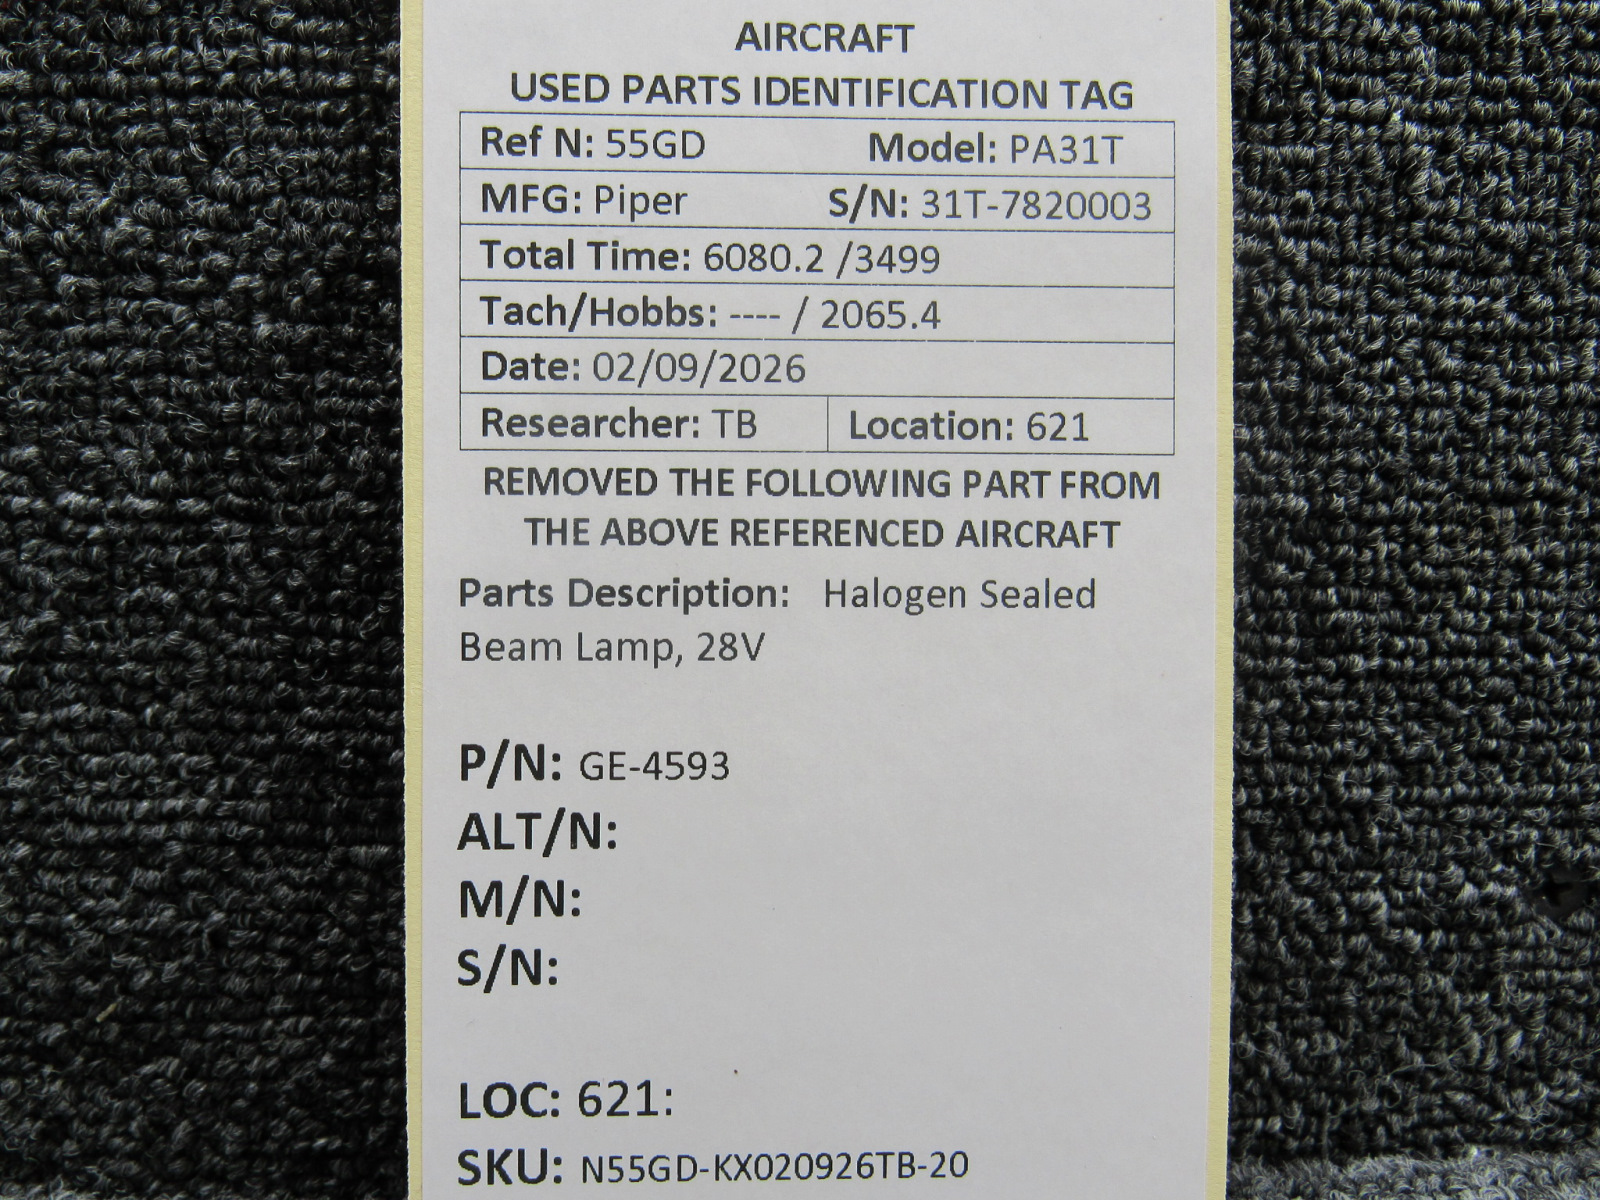 AIRCRAFT
USED PARTS IDENTIFICATION TAG
Ref N: 55GD Model: PA31T
MFG: Piper S/N: 31T-7820003
Total Time: 6080.2 /3499
Tach/Hobbs: ---- / 2065.4
Date: 02/09/2026
Researcher: TB Location: 621
REMOVED THE FOLLOWING PART FROM
THE ABOVE REFERENCED AIRCRAFT
Parts Description: Halogen Sealed
Beam Lamp, 28V
P/N: GE-4593
ALT/N:
M/N:
S/N:
LOC: 621:
SKU: N55GD-KX020926TB-20